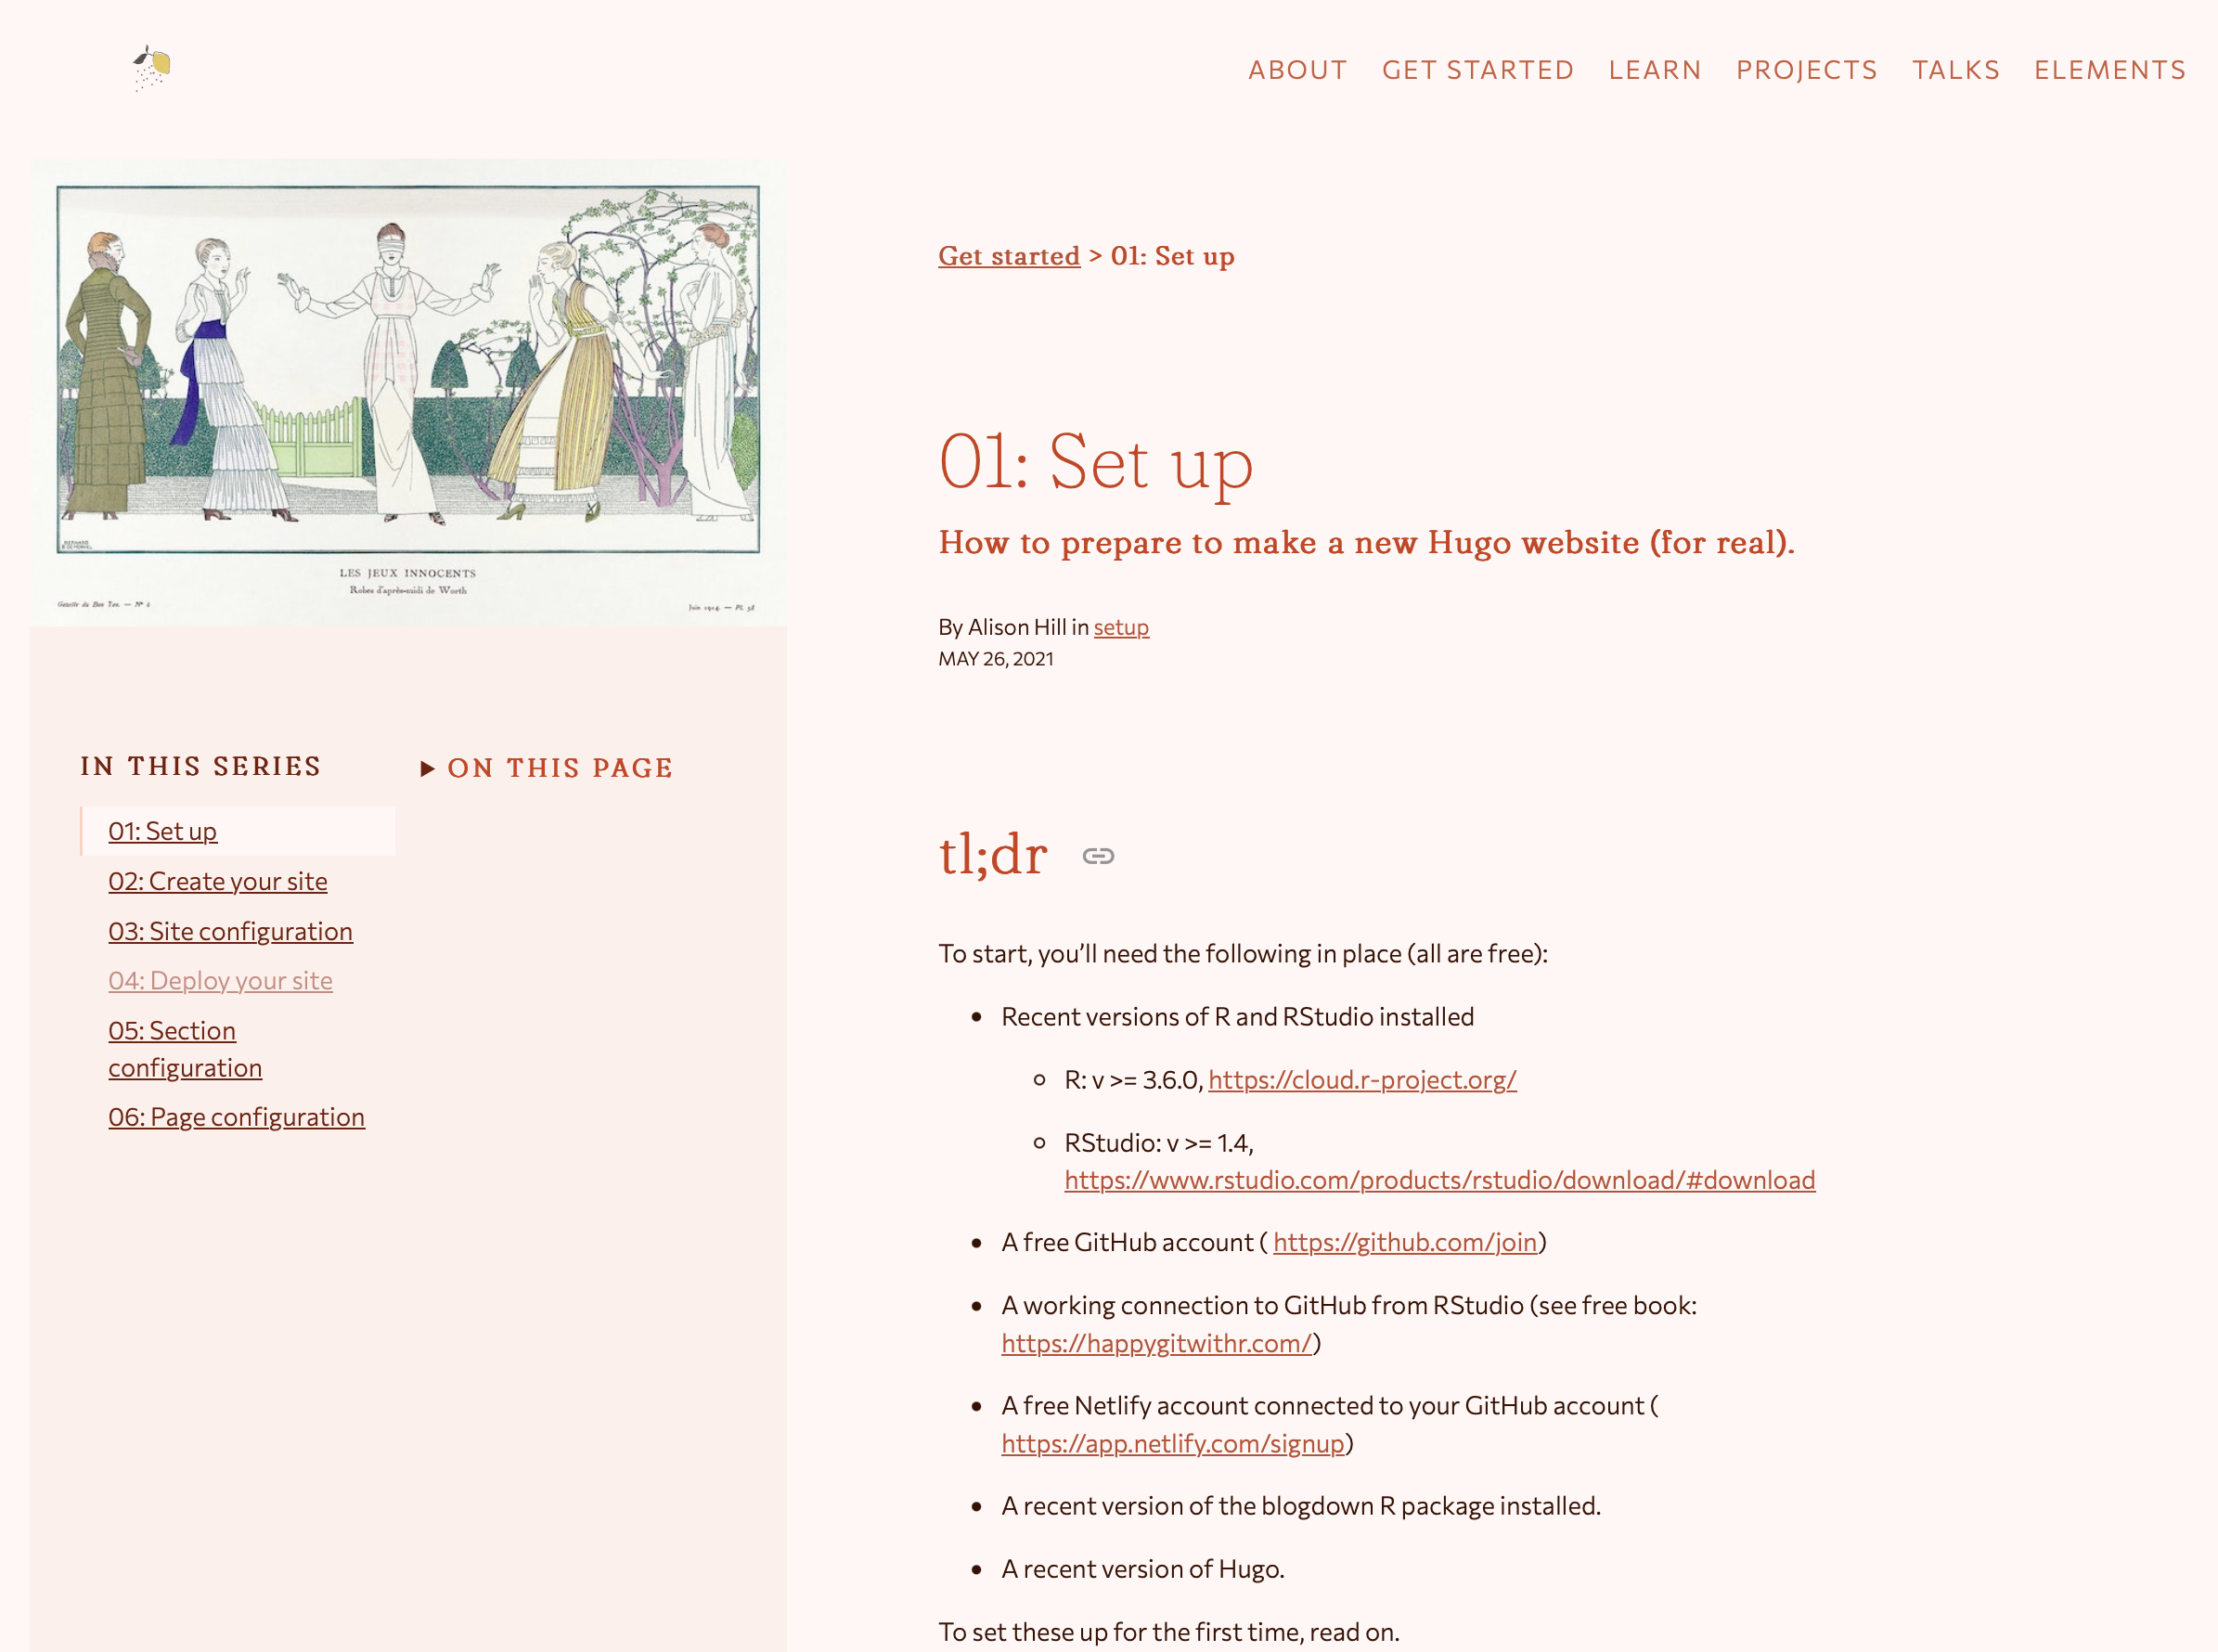 ABOUT GET STARTED LEARN PROJECTS TALKS ELEMENTS
LES JEUX INNOCENTS
Robes d'après-midi de Worth
Gazette du Bon Ton. — Nº 6
Juin 1914. — Pl. 58
IN THIS SERIES
01: Set up
02: Create your site
03: Site configuration
04: Deploy your site
05: Section
configuration
06: Page configuration
▶ ON THIS PAGE
Get started > 01: Set up
01: Set up
How to prepare to make a new Hugo website (for real).
By Alison Hill in setup
MAY 26, 2021
tl;dr
To start, you’ll need the following in place (all are free):
• Recent versions of R and RStudio installed
◦ R: v >= 3.6.0, https://cloud.r-project.org/
◦ RStudio: v >= 1.4,
https://www.rstudio.com/products/rstudio/download/#download
• A free GitHub account ( https://github.com/join)
• A working connection to GitHub from RStudio (see free book:
https://happygitwithr.com/)
• A free Netlify account connected to your GitHub account (
https://app.netlify.com/signup)
• A recent version of the blogdown R package installed.
• A recent version of Hugo.
To set these up for the first time, read on.